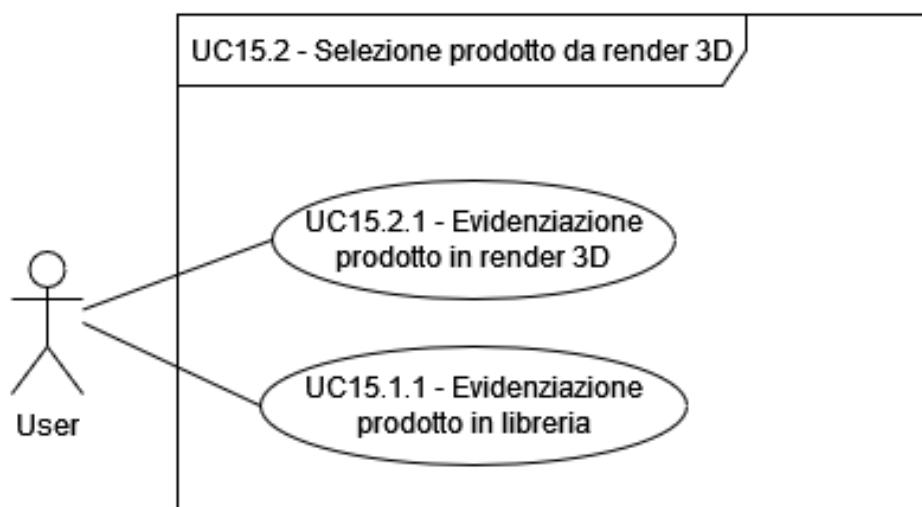 UC15.2 - Selezione prodotto da render 3D
UC15.2.1 - Evidenziazione
prodotto in render 3D
UC15.1.1 - Evidenziazione
prodotto in libreria
User